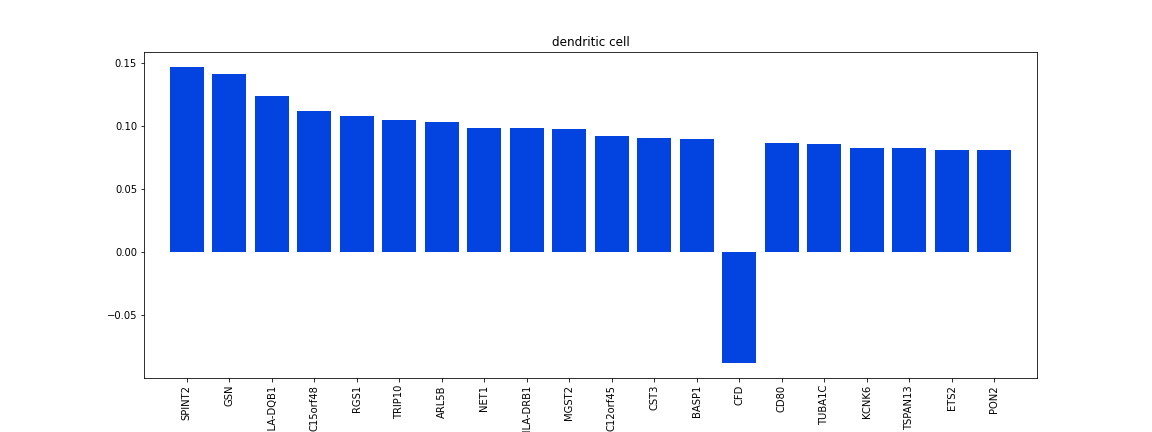 dendritic cell
0.15
0.10
0.05
0.00
−0.05
SPINT2
GSN
LA-DQB1
C15orf48
RGS1
TRIP10
ARL5B
NET1
ILA-DRB1
MGST2
C12orf45
CST3
BASP1
CFD
CD80
TUBA1C
KCNK6
TSPAN13
ETS2
PON2